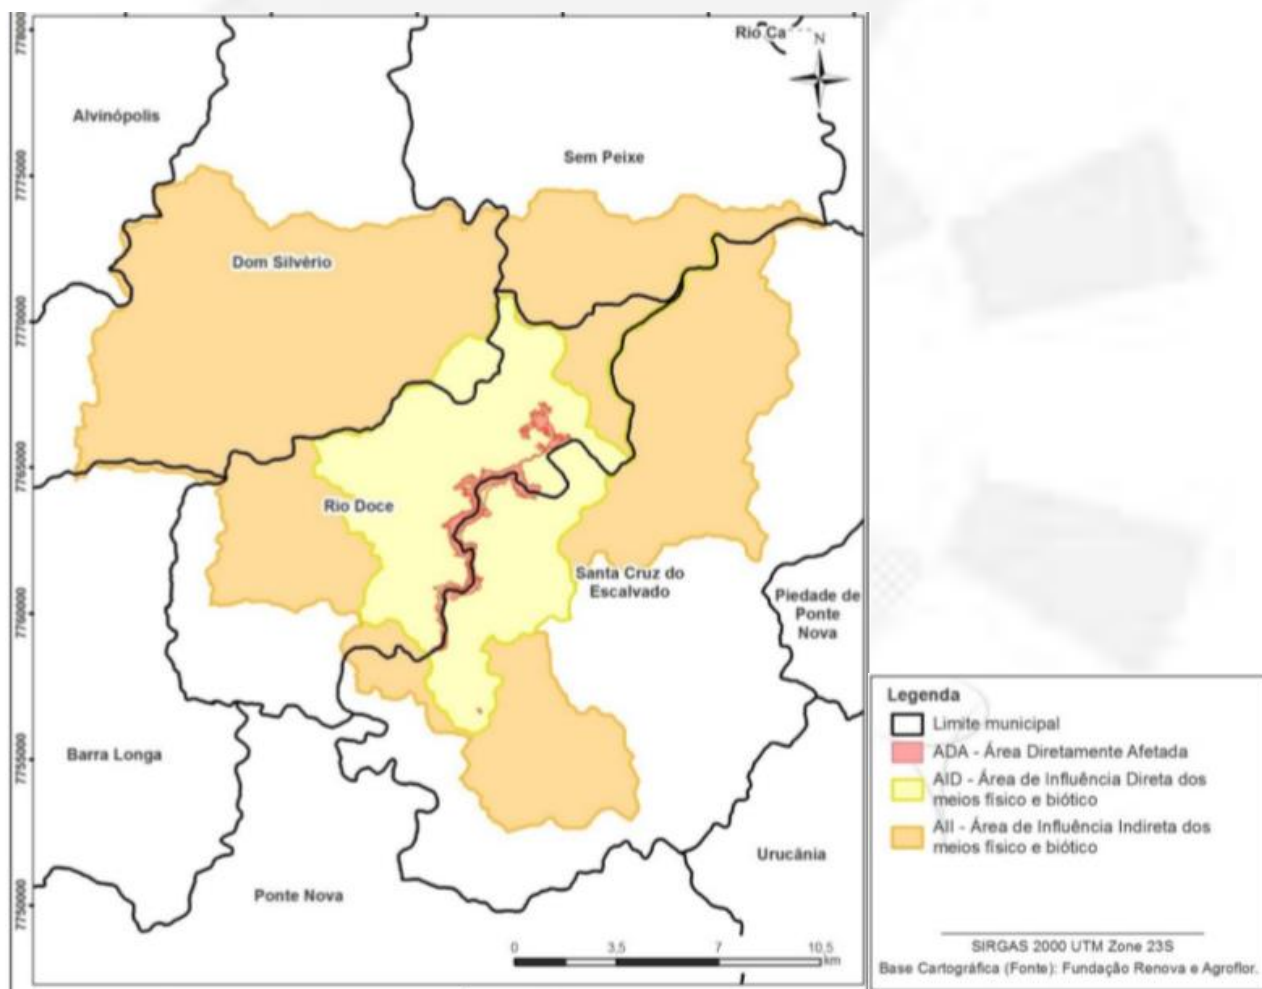 Rio Ca
N
Alvinópolis
Sem Peixe
Dom Silvério
Rio Doce
Santa Cruz do
Escalvado
Piedade de
Ponte
Nova
Barra Longa
Urucânia
Ponte Nova
7775000
7770000
7765000
7760000
7755000
7750000
0 3,5 7 10,5
km
Legenda
Limite municipal
ADA - Área Diretamente Afetada
AID - Área de Influência Direta dos
meios físico e biótico
AII - Área de Influência Indireta dos
meios físico e biótico
SIRGAS 2000 UTM Zone 23S
Base Cartográfica (Fonte): Fundação Renova e Agroflor.